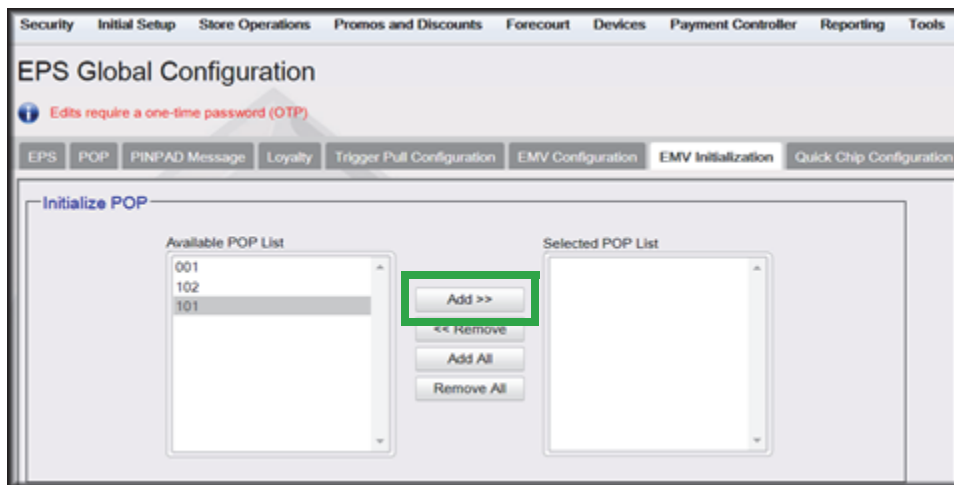 Security Initial Setup Store Operations Promos and Discounts Forecourt Devices Payment Controller Reporting Tools
EPS Global Configuration
Edits require a one-time password (OTP)
EPS POP PINPAD Message Loyalty Trigger Pull Configuration EMV Configuration EMV Initialization Quick Chip Configuration
Initialize POP
Available POP List Selected POP List
001
102
101
Add >>
<< Remove
Add All
Remove All